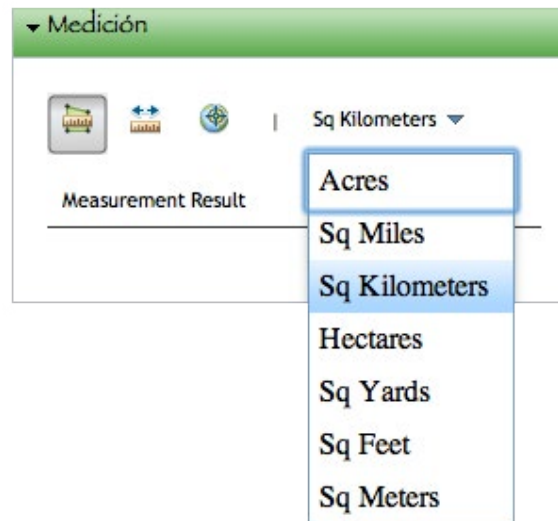 Medición
Sq Kilometers
Measurement Result
Acres
Sq Miles
Sq Kilometers
Hectares
Sq Yards
Sq Feet
Sq Meters